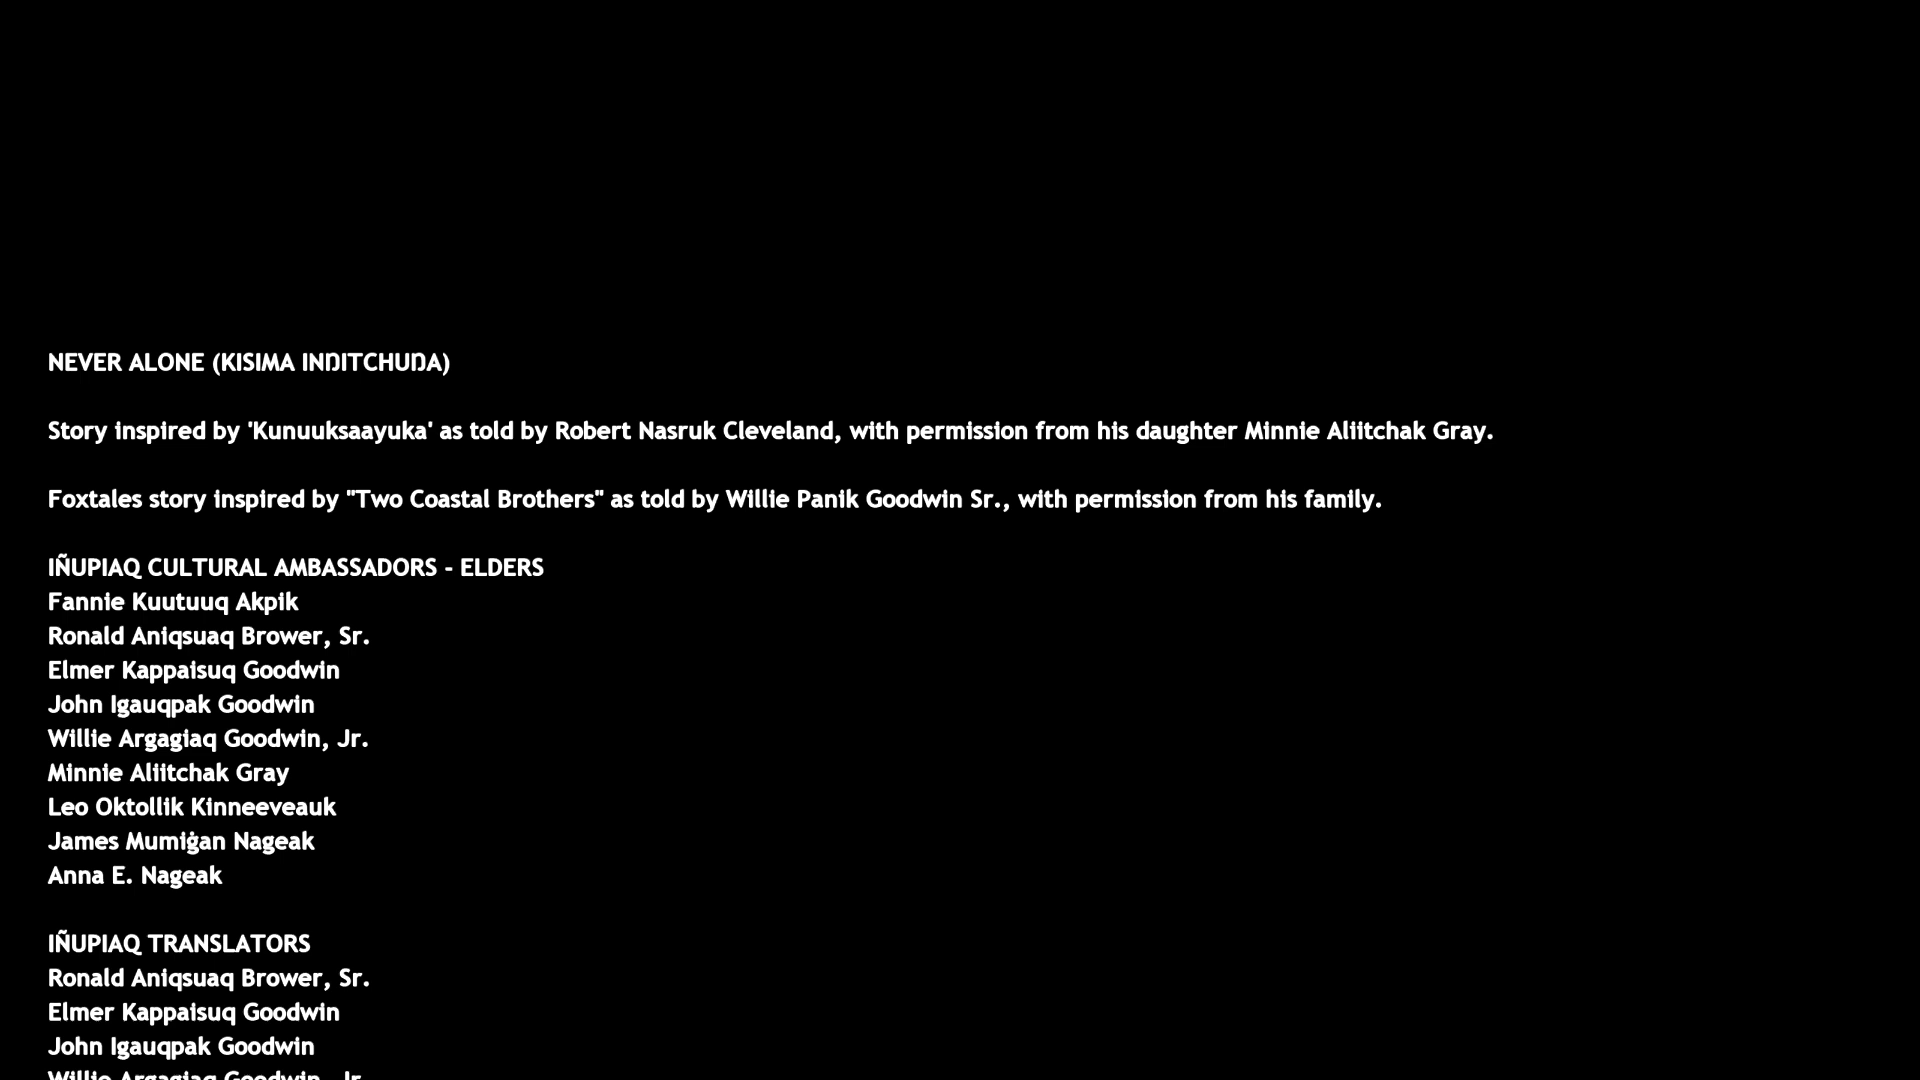 NEVER ALONE (KISIMA INŊITCHUŊA)
Story inspired by 'Kunuuksaayuka' as told by Robert Nasruk Cleveland, with permission from his daughter Minnie Aliitchak Gray.
Foxtales story inspired by "Two Coastal Brothers" as told by Willie Panik Goodwin Sr., with permission from his family.
IÑUPIAQ CULTURAL AMBASSADORS - ELDERS
Fannie Kuutuuq Akpik
Ronald Aniqsuaq Brower, Sr.
Elmer Kappaisuq Goodwin
John Igauqpak Goodwin
Willie Argagiaq Goodwin, Jr.
Minnie Aliitchak Gray
Leo Oktollik Kinneeveauk
James Mumiġan Nageak
Anna E. Nageak
IÑUPIAQ TRANSLATORS
Ronald Aniqsuaq Brower, Sr.
Elmer Kappaisuq Goodwin
John Igauqpak Goodwin
Willie Argagiaq Goodwin, Jr.